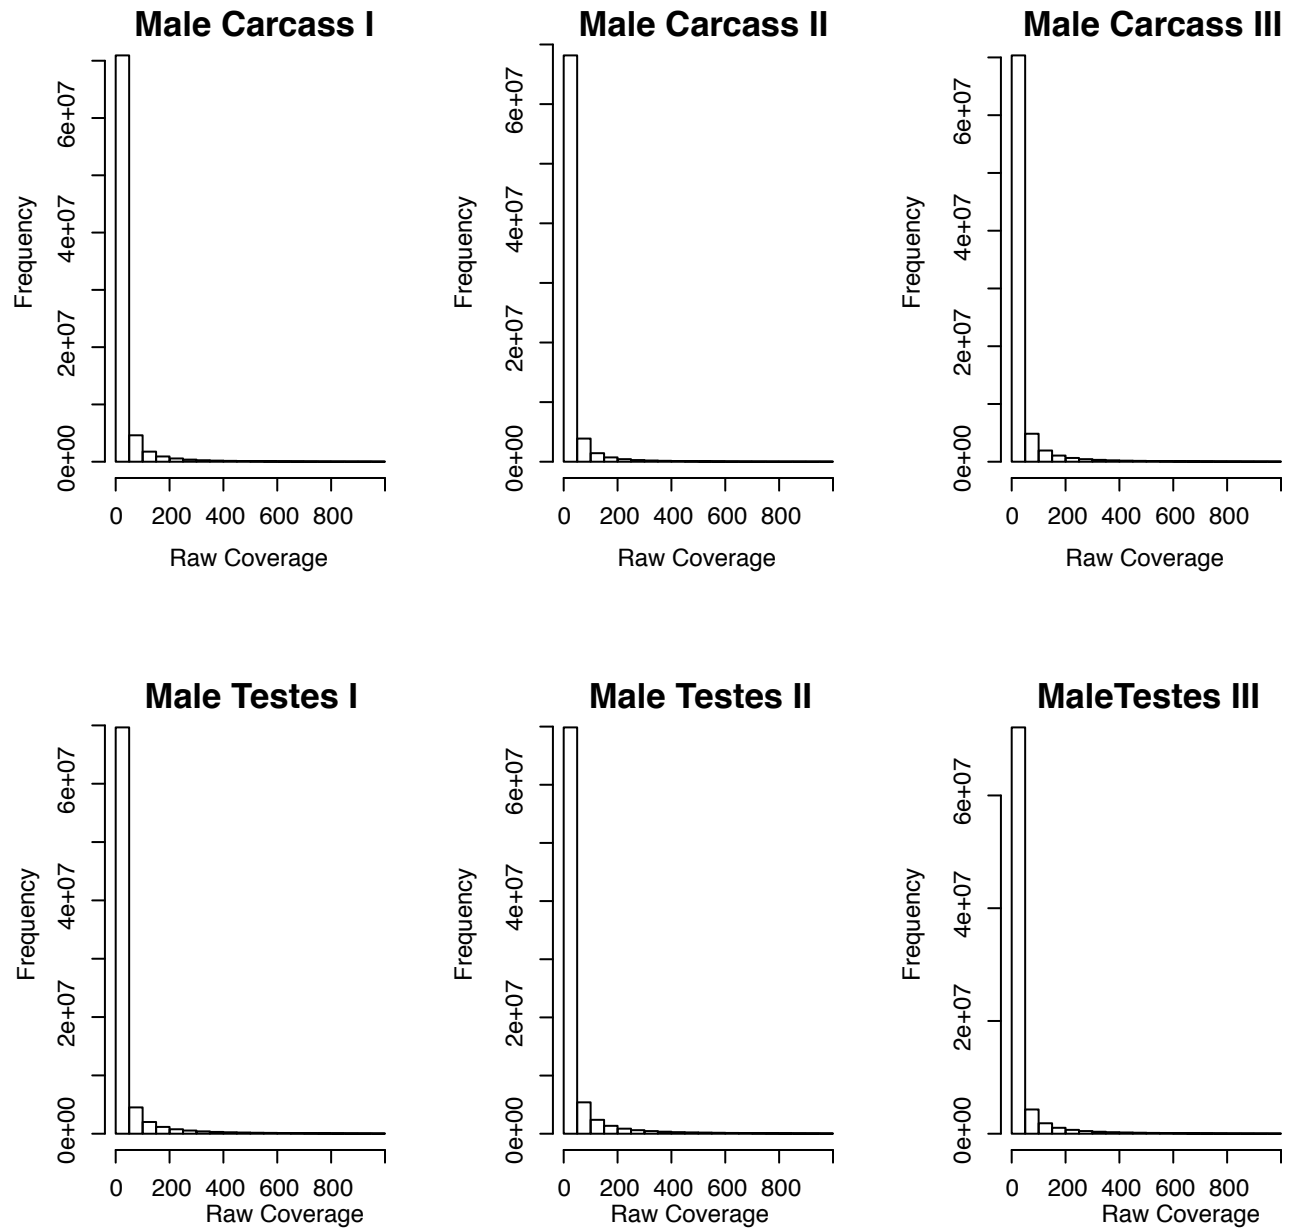 Male Carcass I
Frequency
0e+00 2e+07 4e+07 6e+07
0 200 400 600 800
Raw Coverage
Male Carcass II
Frequency
0e+00 2e+07 4e+07 6e+07
0 200 400 600 800
Raw Coverage
Male Carcass III
Frequency
0e+00 2e+07 4e+07 6e+07
0 200 400 600 800
Raw Coverage
Male Testes I
Frequency
0e+00 2e+07 4e+07 6e+07
0 200 400 600 800
Raw Coverage
Male Testes II
Frequency
0e+00 2e+07 4e+07 6e+07
0 200 400 600 800
Raw Coverage
MaleTestes III
Frequency
0e+00 2e+07 4e+07 6e+07
0 200 400 600 800
Raw Coverage